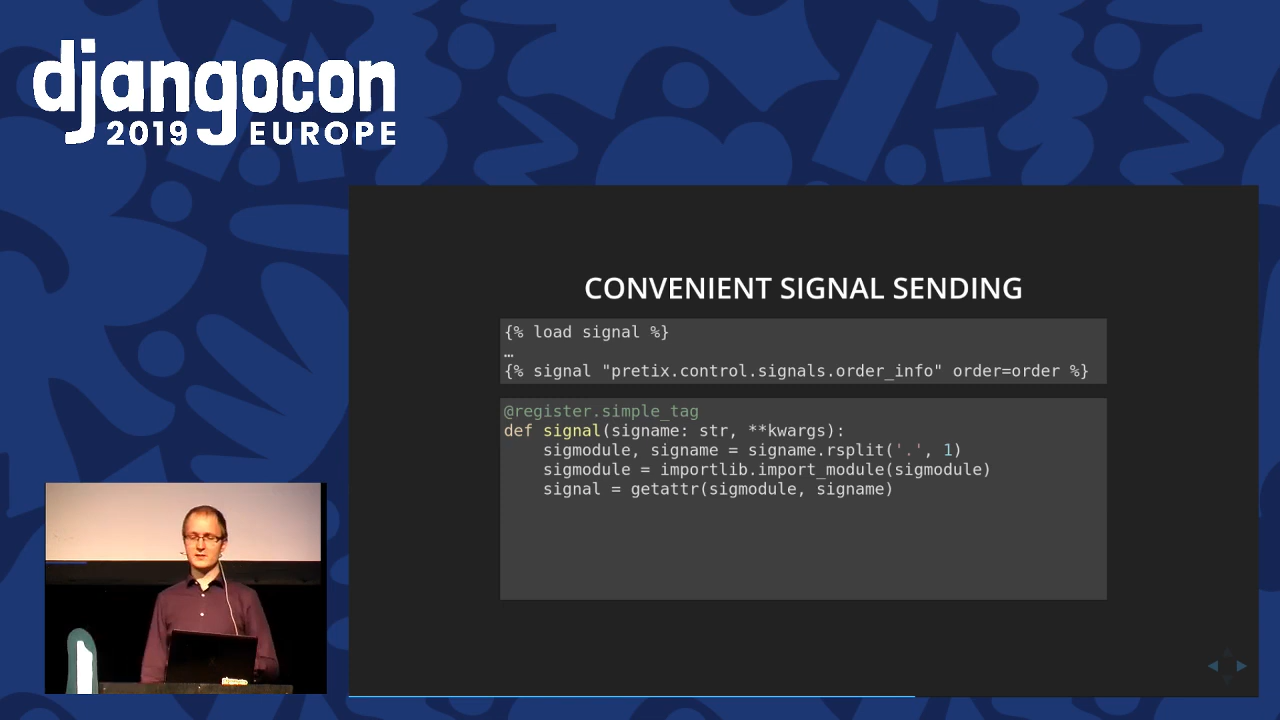 djangocon
2019 EUROPE
CONVENIENT SIGNAL SENDING
{% load signal %}
…
{% signal "pretix.control.signals.order_info" order=order %}
@register.simple_tag
def signal(signame: str, **kwargs):
    sigmodule, signame = signame.rsplit('.', 1)
    sigmodule = importlib.import_module(sigmodule)
    signal = getattr(sigmodule, signame)